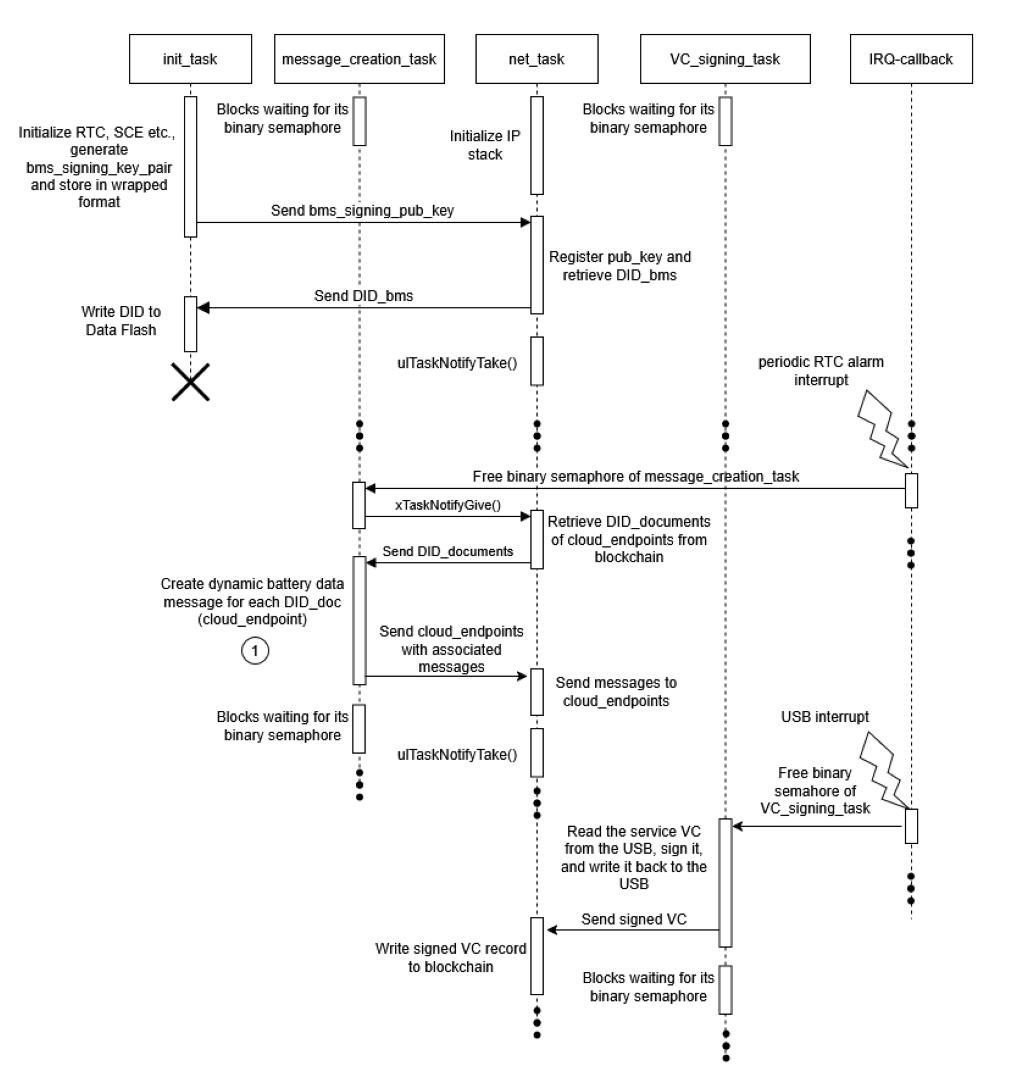 init_task
message_creation_task
net_task
VC_signing_task
IRQ-callback
Blocks waiting for its
binary semaphore
Blocks waiting for its
binary semaphore
Initialize RTC, SCE etc.,
generate
bms_signing_key_pair
and store in wrapped
format
Initialize IP
stack
Send bms_signing_pub_key
Register pub_key and
retrieve DID_bms
Send DID_bms
Write DID to
Data Flash
ulTaskNotifyTake()
periodic RTC alarm
interrupt
Free binary semaphore of message_creation_task
xTaskNotifyGive()
Retrieve DID_documents
of cloud_endpoints from
blockchain
Send DID_documents
Create dynamic battery data
message for each DID_doc
(cloud_endpoint)
1
Send cloud_endpoints
with associated
messages
Send messages to
cloud_endpoints
Blocks waiting for its
binary semaphore
ulTaskNotifyTake()
USB interrupt
Free binary
semahore of
VC_signing_task
Read the service VC
from the USB, sign it,
and write it back to the
USB
Send signed VC
Write signed VC record
to blockchain
Blocks waiting for its
binary semaphore